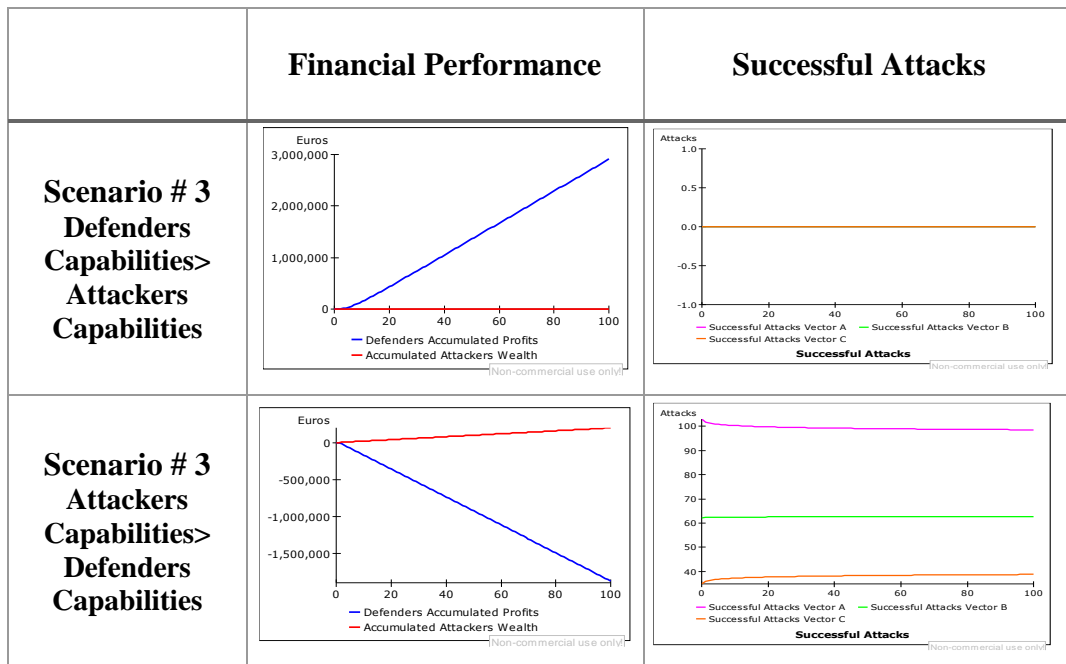 Financial Performance
Successful Attacks
Scenario # 3
Defenders
Capabilities>
Attackers
Capabilities
Euros
3,000,000
2,000,000
1,000,000
0
0 20 40 60 80 100
Defenders Accumulated Profits
Accumulated Attackers Wealth
Non-commercial use only!
Attacks
1.0
0.5
0.0
-0.5
-1.0
0 20 40 60 80 100
Successful Attacks Vector A Successful Attacks Vector B
Successful Attacks Vector C
Successful Attacks
Non-commercial use only!
Scenario # 3
Attackers
Capabilities>
Defenders
Capabilities
Euros
0
-500,000
-1,000,000
-1,500,000
0 20 40 60 80 100
Defenders Accumulated Profits
Accumulated Attackers Wealth
Non-commercial use only!
Attacks
100
90
80
70
60
50
40
0 20 40 60 80 100
Successful Attacks Vector A Successful Attacks Vector B
Successful Attacks Vector C
Successful Attacks
Non-commercial use only!